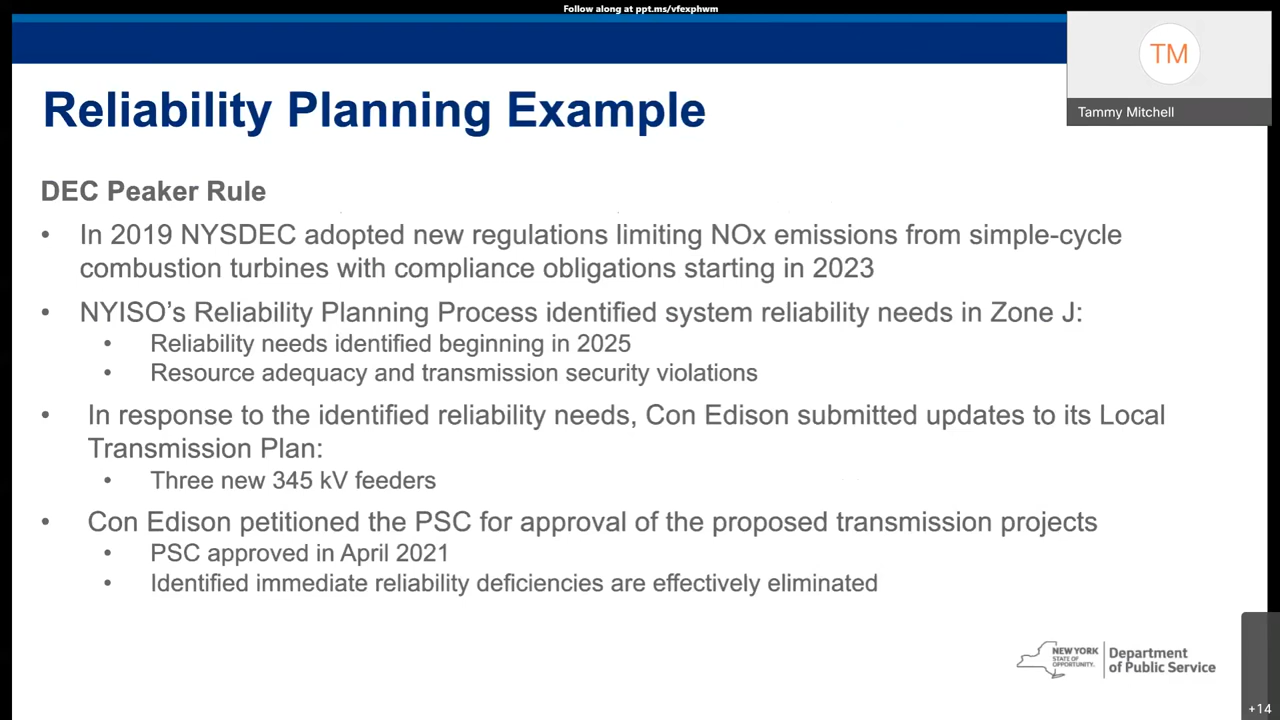 Follow along at ppt.ms/vfexphwm
TM
Tammy Mitchell
Reliability Planning Example
DEC Peaker Rule
• In 2019 NYSDEC adopted new regulations limiting NOx emissions from simple-cycle
combustion turbines with compliance obligations starting in 2023
• NYISO’s Reliability Planning Process identified system reliability needs in Zone J:
• Reliability needs identified beginning in 2025
• Resource adequacy and transmission security violations
• In response to the identified reliability needs, Con Edison submitted updates to its Local
Transmission Plan:
• Three new 345 kV feeders
• Con Edison petitioned the PSC for approval of the proposed transmission projects
• PSC approved in April 2021
• Identified immediate reliability deficiencies are effectively eliminated
NEW YORK
STATE OF
OPPORTUNITY.
Department
of Public Service
+14